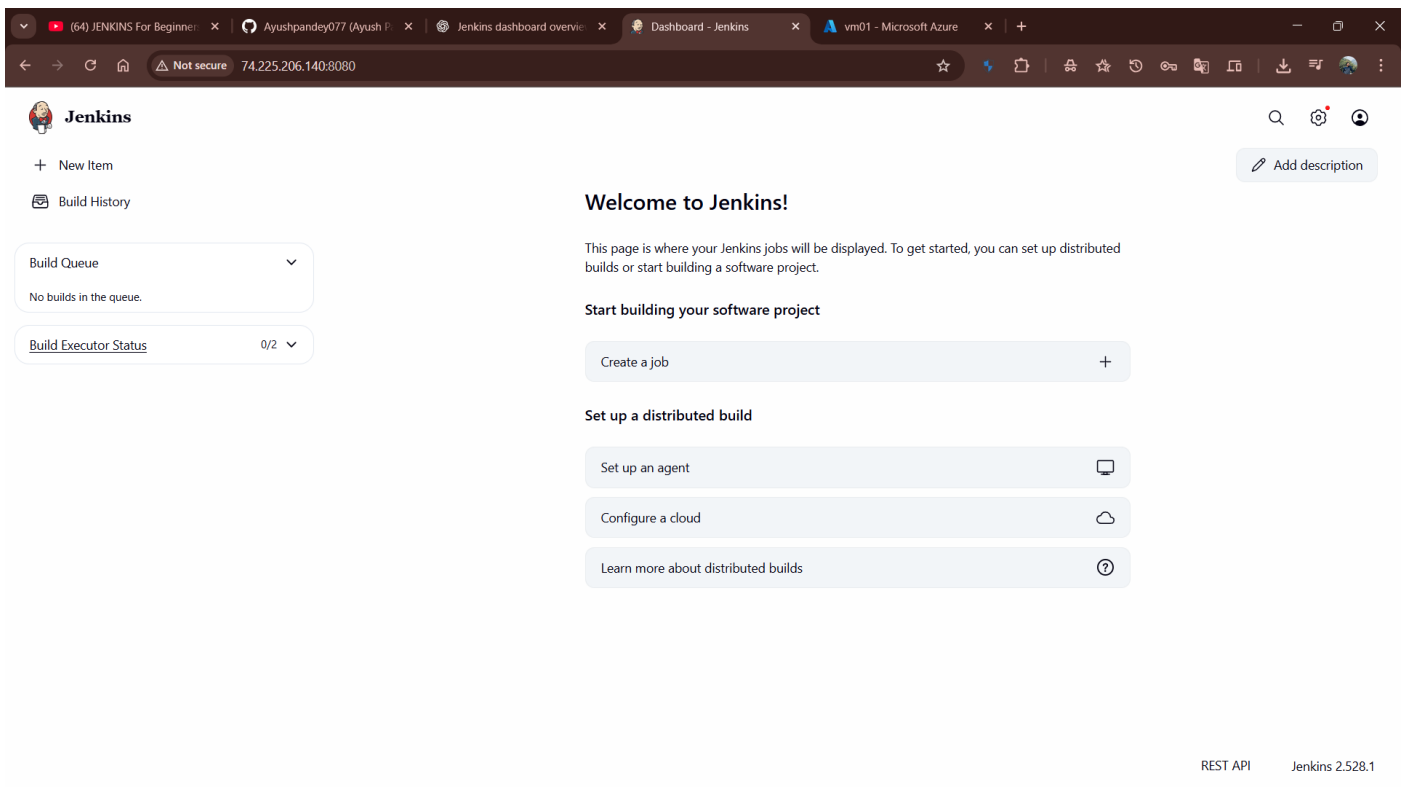 (64) JENKINS For Beginner
Ayushpandey077 (Ayush P
Jenkins dashboard overvie
Dashboard - Jenkins
vm01 - Microsoft Azure
Not secure
74.225.206.140:8080
Jenkins
New Item
Add description
Build History
Welcome to Jenkins!
This page is where your Jenkins jobs will be displayed. To get started, you can set up distributed
builds or start building a software project.
Build Queue
No builds in the queue.
Start building your software project
Build Executor Status
0/2
Create a job
Set up a distributed build
Set up an agent
Configure a cloud
Learn more about distributed builds
REST API
Jenkins 2.528.1